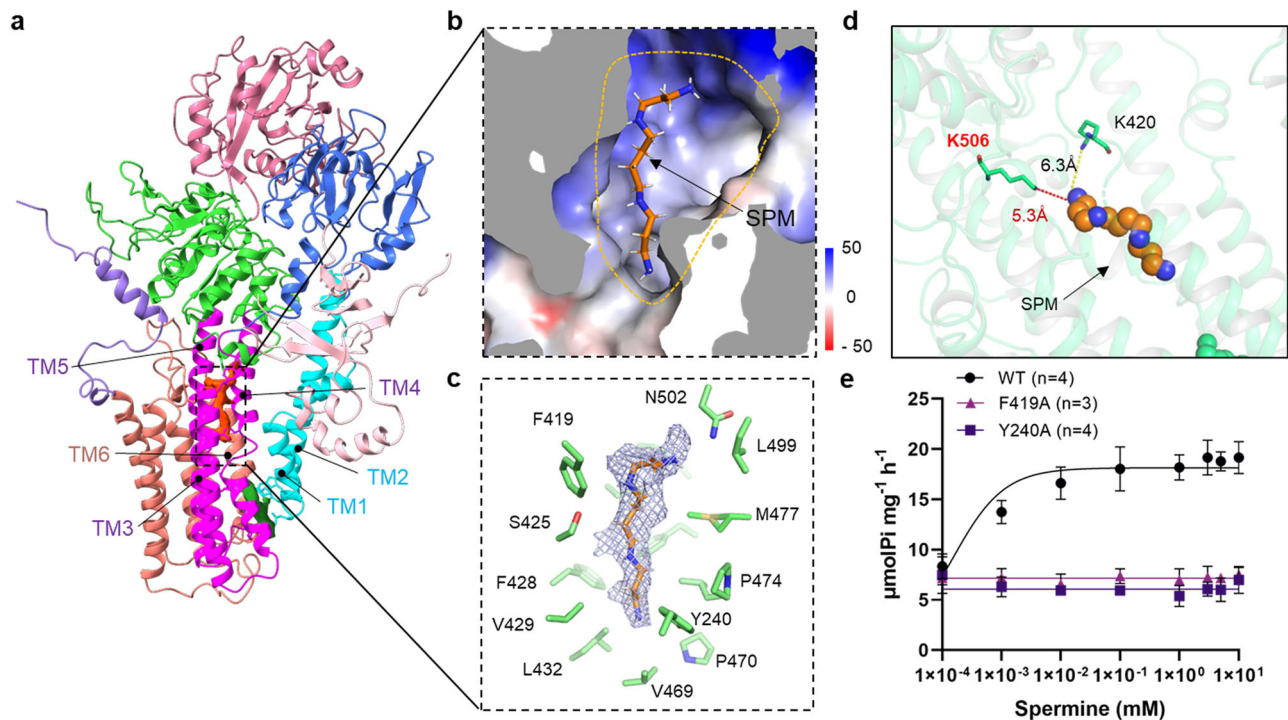 a
TM5
TM4
TM6
TM2
TM1
TM3
b
SPM
50
0
- 50
c
N502
F419
L499
S425
M477
F428
P474
V429
Y240
L432
P470
V469
d
K420
K506
6.3Å
5.3Å
SPM
e
WT (n=4)
F419A (n=3)
Y240A (n=4)
25
20
15
10
5
0
µmolPi mg⁻¹ h⁻¹
1×10⁻⁴ 1×10⁻³ 1×10⁻² 1×10⁻¹ 1×10⁰ 1×10¹
Spermine (mM)